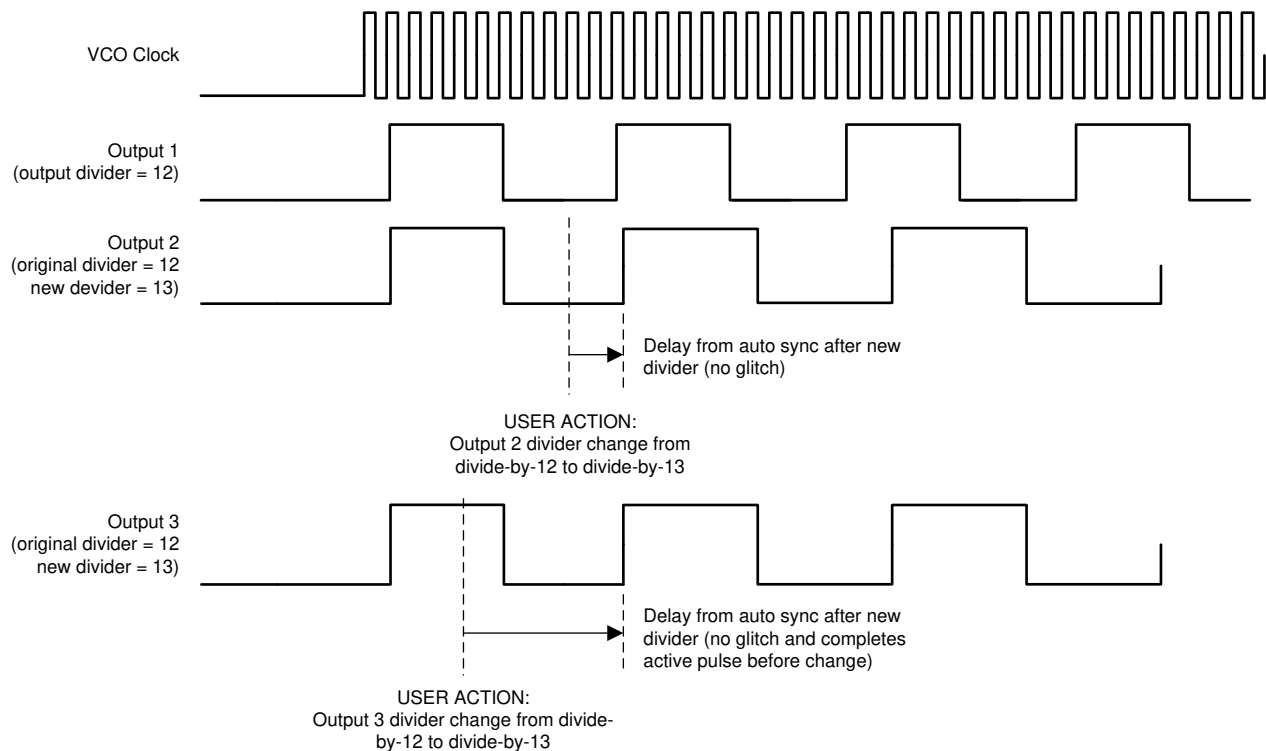 VCO Clock
Output 1
(output divider = 12)
Output 2
(original divider = 12
new devider = 13)
Delay from auto sync after new
divider (no glitch)
USER ACTION:
Output 2 divider change from
divide-by-12 to divide-by-13
Output 3
(original divider = 12
new divider = 13)
Delay from auto sync after new
divider (no glitch and completes
active pulse before change)
USER ACTION:
Output 3 divider change from divide-
by-12 to divide-by-13